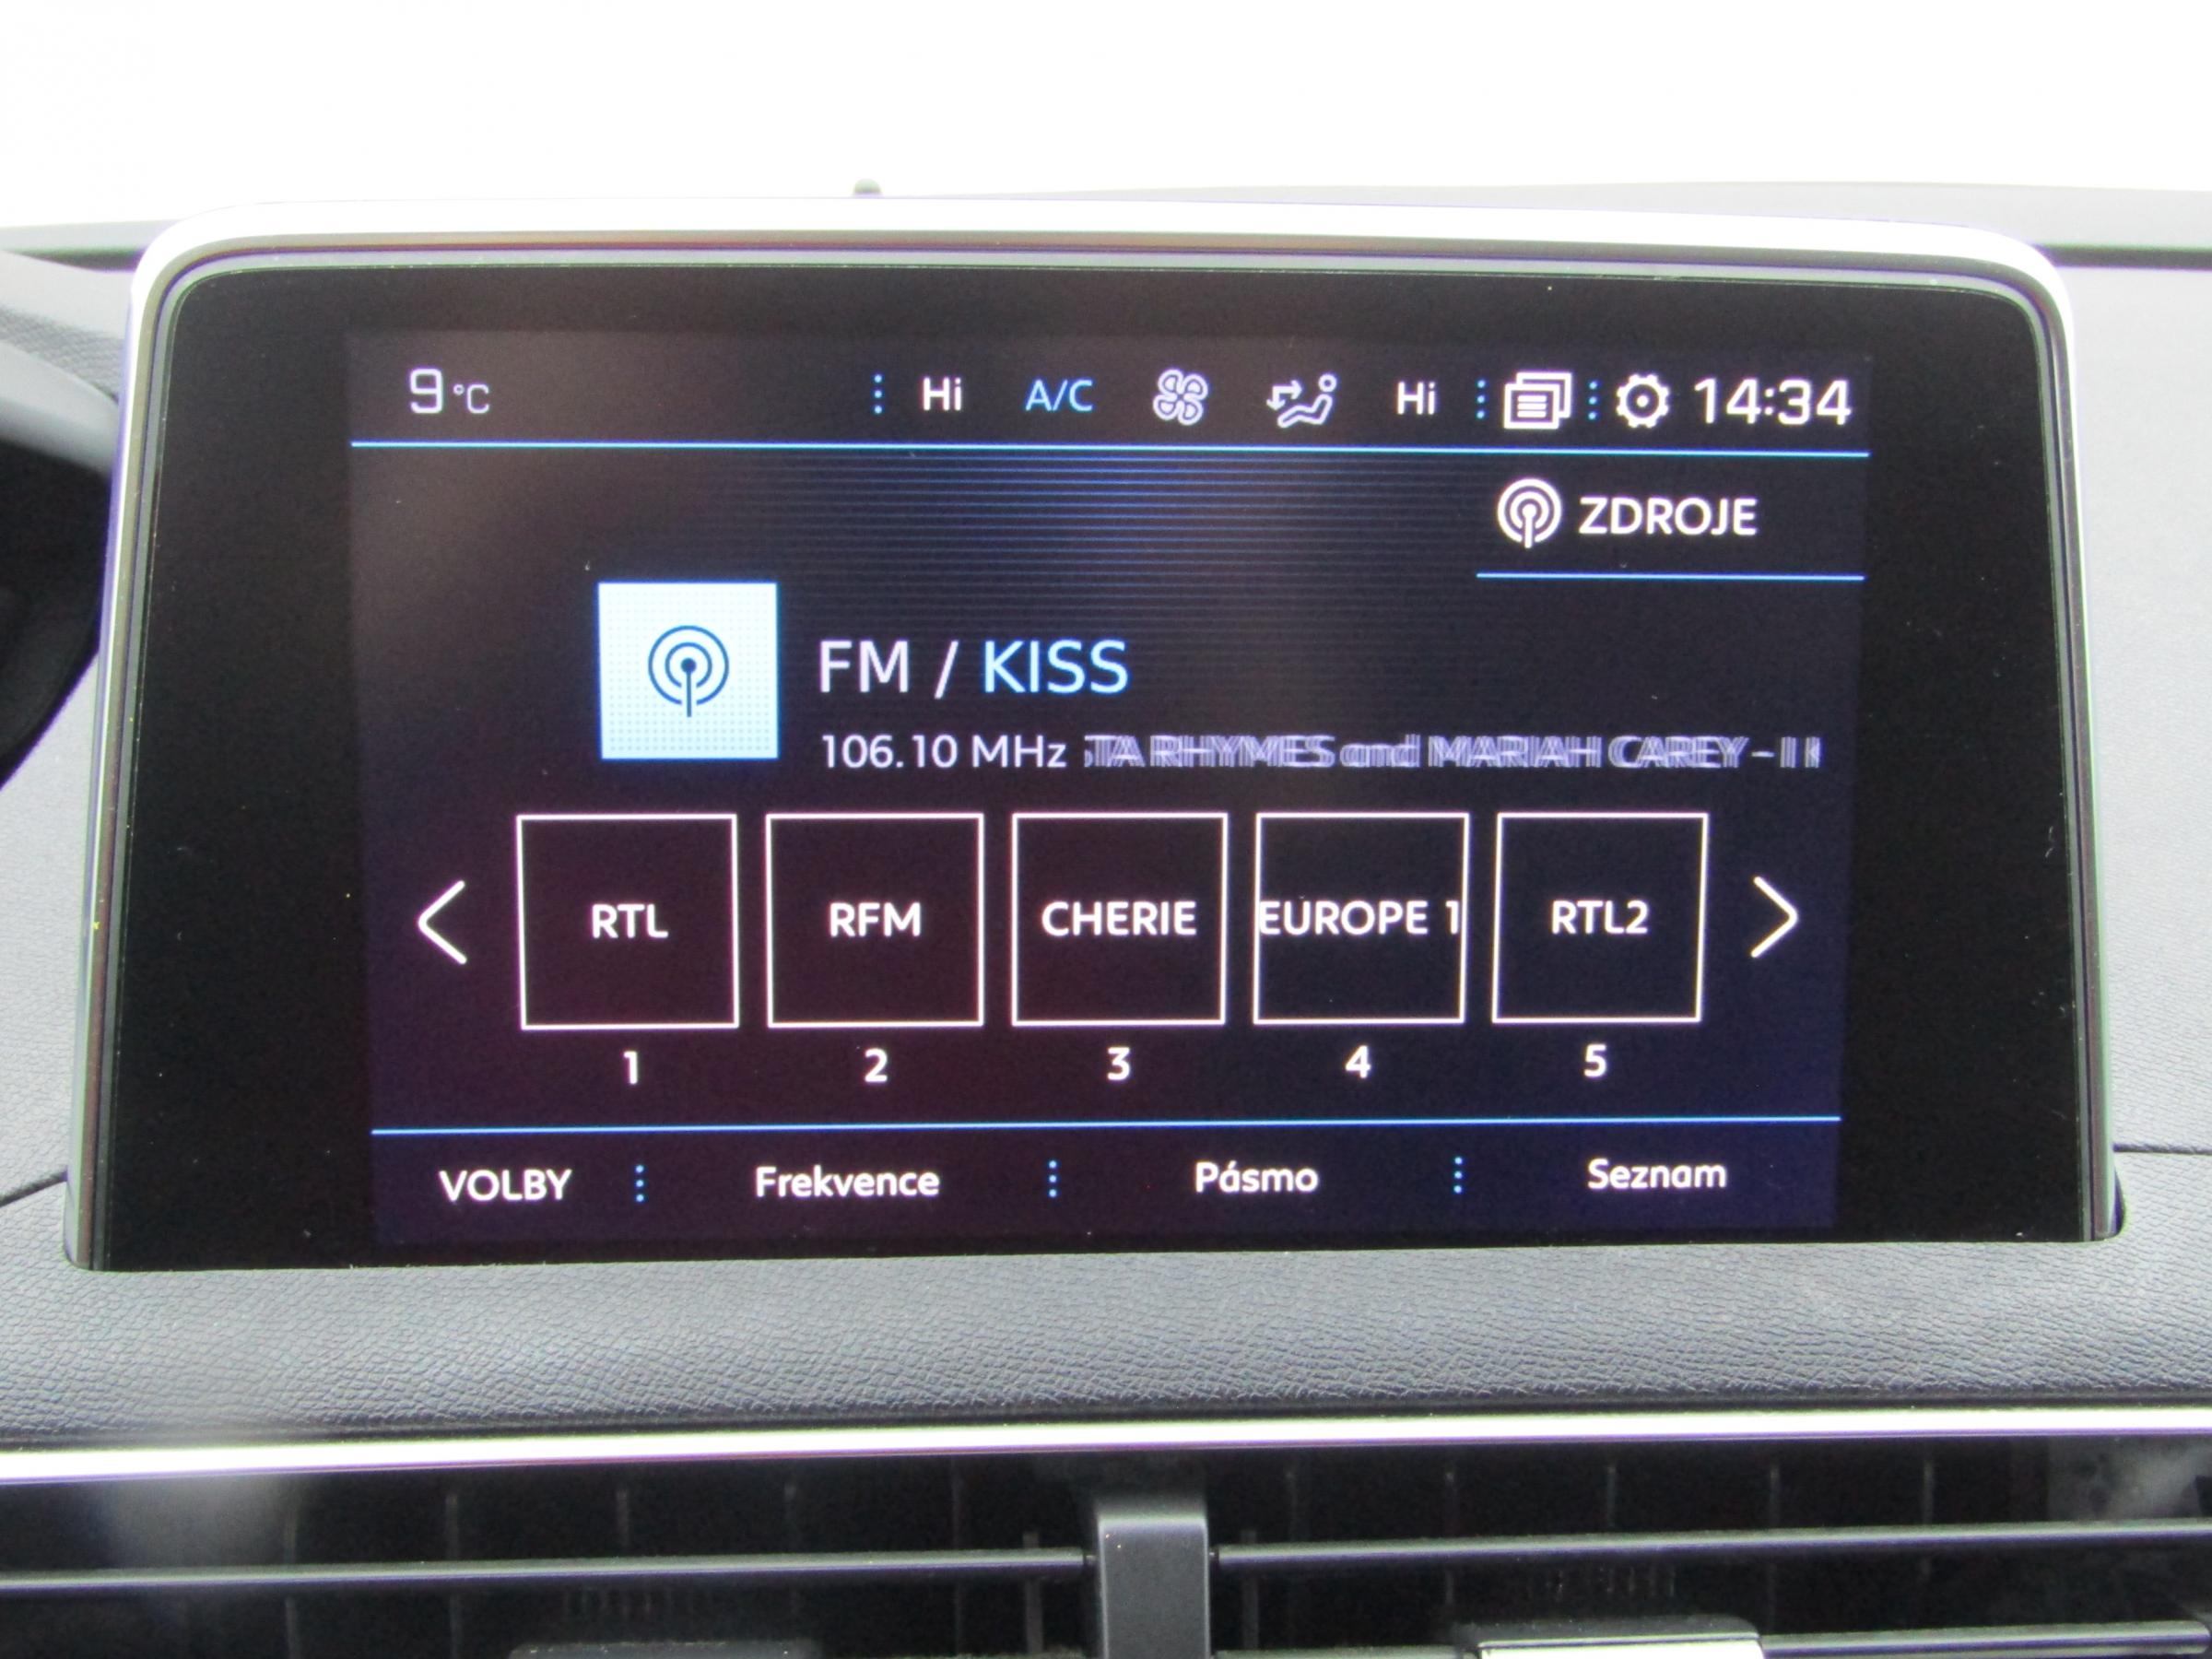 9 °C Hi A/C Hi 14:34
ZDROJE
FM / KISS
106.10 MHz RHYMES and MARIAH CAREY -
RTL RFM CHERIE EUROPE 1 RTL2
1 2 3 4 5
VOLBY Frekvence Pásmo Seznam